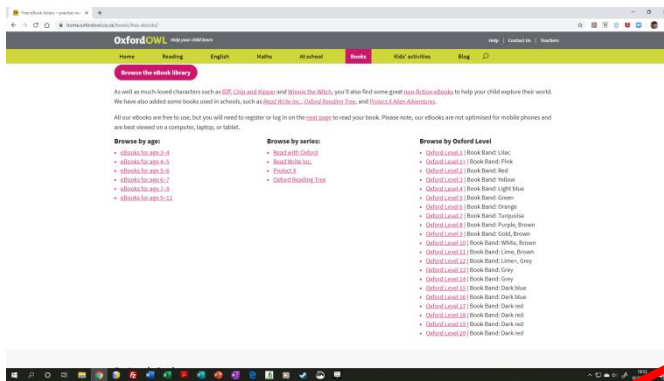 Free eBook library – practise re
home.oxfordowl.co.uk/books/free-ebooks/
OxfordOWL Help your child learn
Help | Contact Us | Teachers
Home Reading English Maths At school Books Kids' activities Blog
Browse the eBook library
As well as much-loved characters such as Biff, Chip and Kipper and Winnie the Witch, you'll also find some great non-fiction eBooks to help your child explore their world.
We have also added some books used in schools, such as Read Write Inc., Oxford Reading Tree, and Project X Alien Adventures.
All our eBooks are free to use, but you will need to register or log in on the next page to read your book. Please note, our eBooks are not optimised for mobile phones and
are best viewed on a computer, laptop, or tablet.
Browse by age:
eBooks for age 3–4
eBooks for age 4–5
eBooks for age 5–6
eBooks for age 6–7
eBooks for age 7–9
eBooks for age 9–11
Browse by series:
Read with Oxford
Read Write Inc.
Project X
Oxford Reading Tree
Browse by Oxford Level
Oxford Level 1 | Book Band: Lilac
Oxford Level 1+ | Book Band: Pink
Oxford Level 2 | Book Band: Red
Oxford Level 3 | Book Band: Yellow
Oxford Level 4 | Book Band: Light blue
Oxford Level 5 | Book Band: Green
Oxford Level 6 | Book Band: Orange
Oxford Level 7 | Book Band: Turquoise
Oxford Level 8 | Book Band: Purple, Brown
Oxford Level 9 | Book Band: Gold, Brown
Oxford Level 10 | Book Band: White, Brown
Oxford Level 11 | Book Band: Lime, Brown
Oxford Level 12 | Book Band: Lime+, Grey
Oxford Level 13 | Book Band: Grey
Oxford Level 14 | Book Band: Grey
Oxford Level 15 | Book Band: Dark blue
Oxford Level 16 | Book Band: Dark blue
Oxford Level 17 | Book Band: Dark red
Oxford Level 18 | Book Band: Dark red
Oxford Level 19 | Book Band: Dark red
Oxford Level 20 | Book Band: Dark red